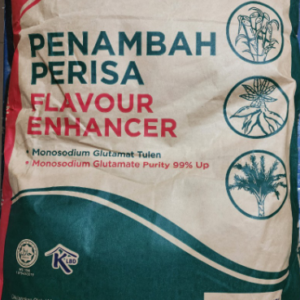 PENAMBAH
PERISA
FLAVOUR
ENHANCER
• Monosodium Glutamat Tulen
• Monosodium Glutamate Purity 99% Up
K